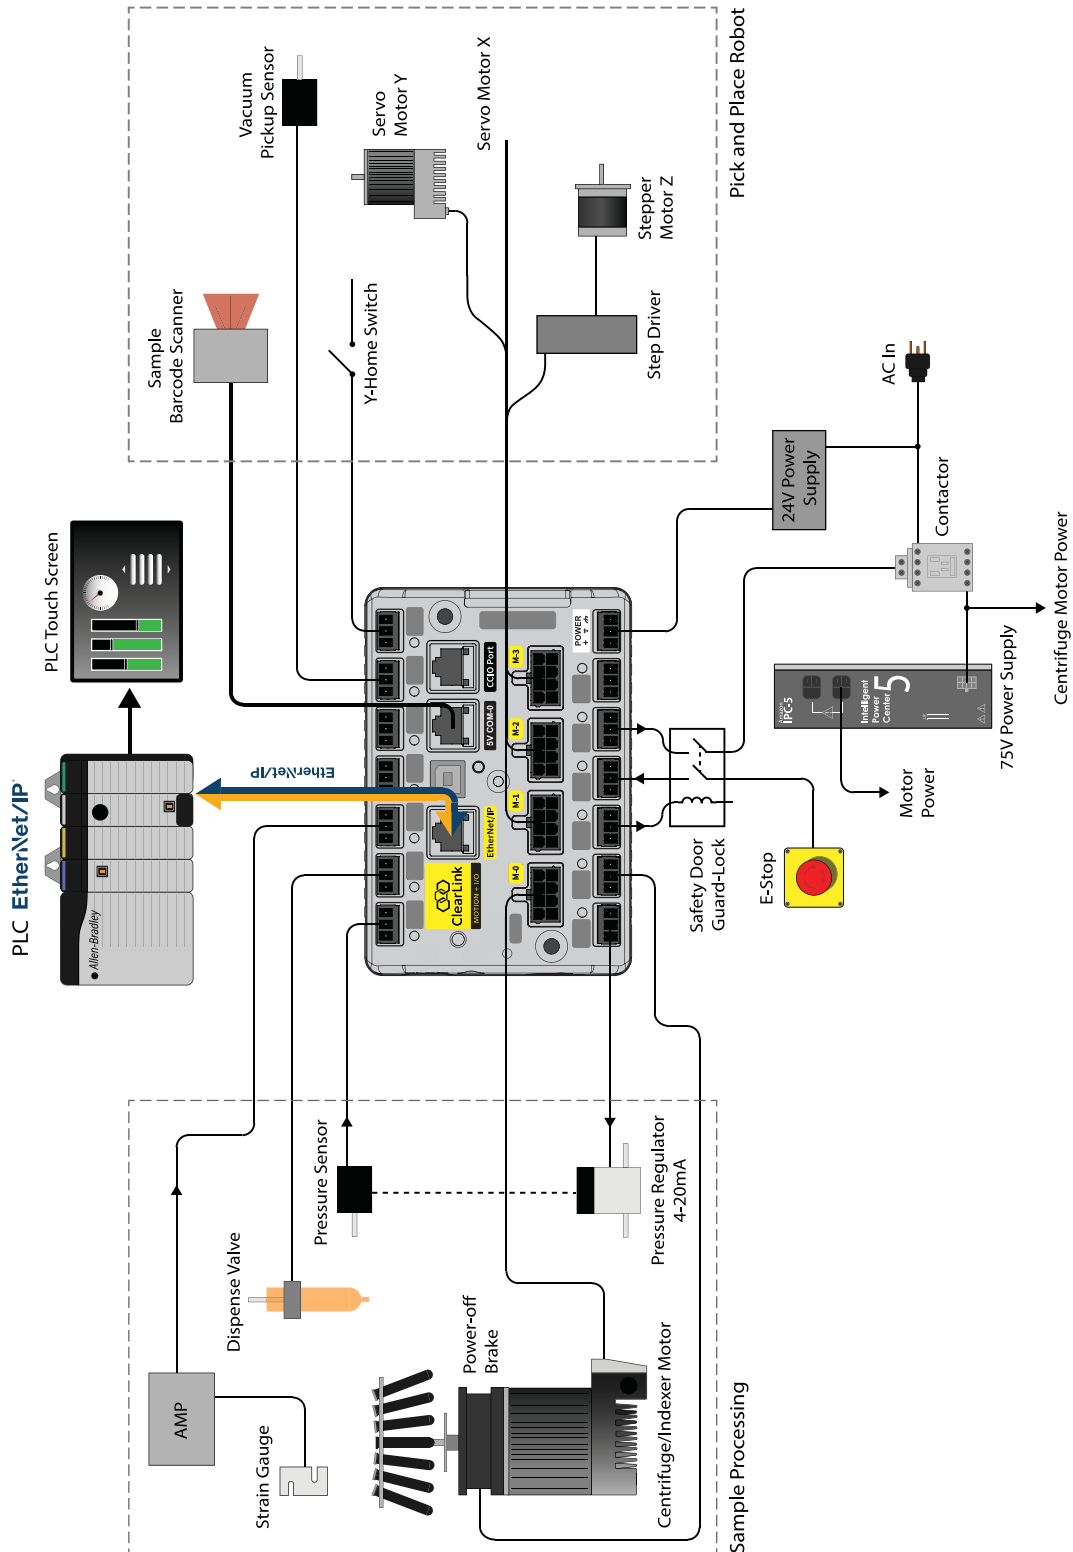 PLC EtherNet/IP
PLC Touch Screen
Allen-Bradley
EtherNet/IP
Sample Processing
AMP
Strain Gauge
Dispense Valve
Pressure Sensor
Power-off
Brake
Centrifuge/Indexer Motor
Pressure Regulator
4-20mA
ClearLink
MOTION + I/O
EtherNet/IP
5V COM-0
CCIO Port
M-0
M-1
M-2
M-3
POWER
Pick and Place Robot
Sample
Barcode Scanner
Vacuum
Pickup Sensor
Y-Home Switch
Servo
Motor Y
Servo Motor X
Step Driver
Stepper
Motor Z
Safety Door
Guard-Lock
E-Stop
24V Power
Supply
AC In
Contactor
IPC-5
Intelligent
Power
Center
5
75V Power Supply
Motor
Power
Centrifuge Motor Power